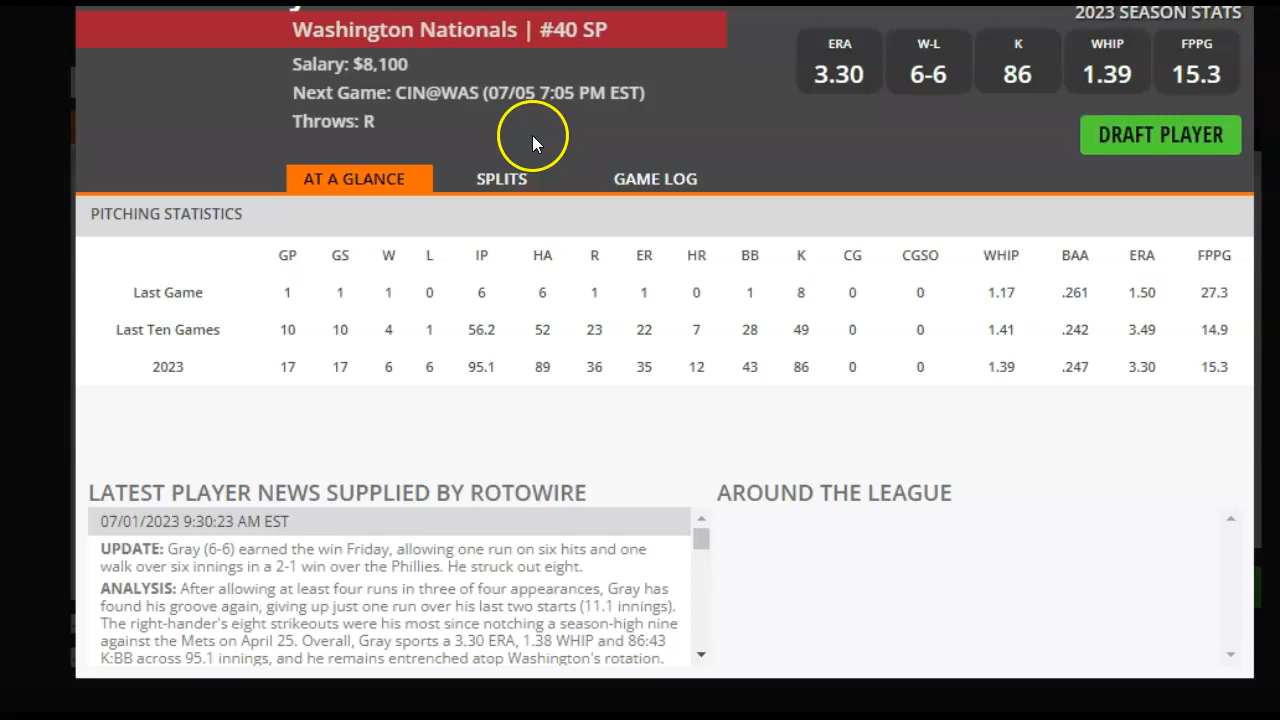 Washington Nationals | #40 SP
Salary: $8,100
Next Game: CIN@WAS (07/05 7:05 PM EST)
Throws: R
2023 SEASON STATS
ERA W-L K WHIP FPPG
3.30 6-6 86 1.39 15.3
DRAFT PLAYER
AT A GLANCE SPLITS GAME LOG
PITCHING STATISTICS
GP GS W L IP HA R ER HR BB K CG CGSO WHIP BAA ERA FPPG
Last Game 1 1 1 0 6 6 1 1 0 1 8 0 0 1.17 .261 1.50 27.3
Last Ten Games 10 10 4 1 56.2 52 23 22 7 28 49 0 0 1.41 .242 3.49 14.9
2023 17 17 6 6 95.1 89 36 35 12 43 86 0 0 1.39 .247 3.30 15.3
LATEST PLAYER NEWS SUPPLIED BY ROTOWIRE
07/01/2023 9:30:23 AM EST
UPDATE: Gray (6-6) earned the win Friday, allowing one run on six hits and one
walk over six innings in a 2-1 win over the Phillies. He struck out eight.
ANALYSIS: After allowing at least four runs in three of four appearances, Gray has
found his groove again, giving up just one run over his last two starts (11.1 innings).
The right-hander's eight strikeouts were his most since notching a season-high nine
against the Mets on April 25. Overall, Gray sports a 3.30 ERA, 1.38 WHIP and 86:43
K:BB across 95.1 innings, and he remains entrenched atop Washington's rotation.
AROUND THE LEAGUE